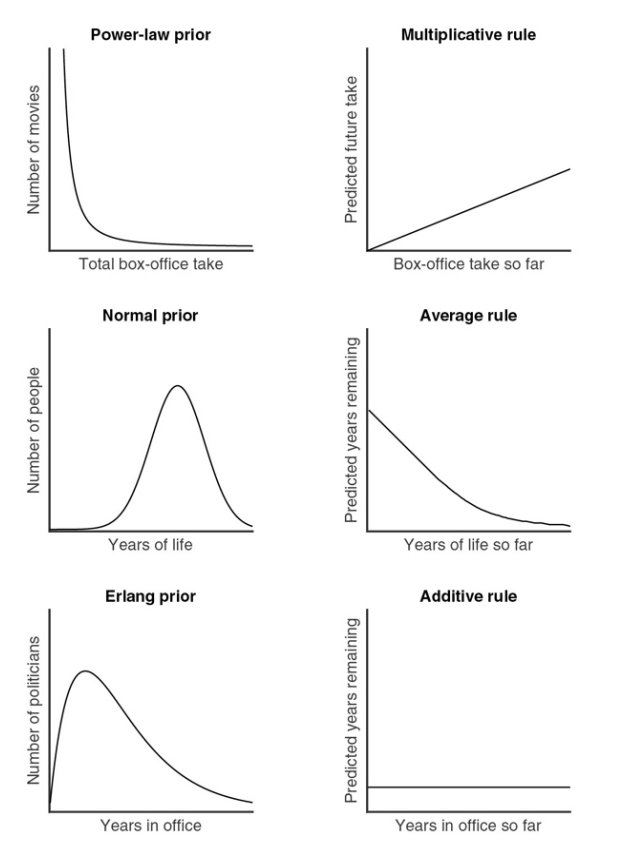 Power-law prior
Number of movies
Total box-office take
Multiplicative rule
Predicted future take
Box-office take so far
Normal prior
Number of people
Years of life
Average rule
Predicted years remaining
Years of life so far
Erlang prior
Number of politicians
Years in office
Additive rule
Predicted years remaining
Years in office so far